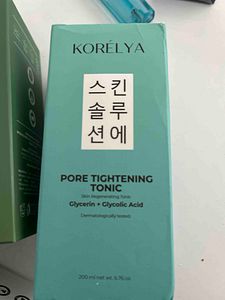 KORÉLYA
스킨
솔루
션에
PORE TIGHTENING
TONIC
Skin Regenerating Tonic
Glycerin + Glycolic Acid
Dermatologically tested
200 ml net wt. 6.76 oz